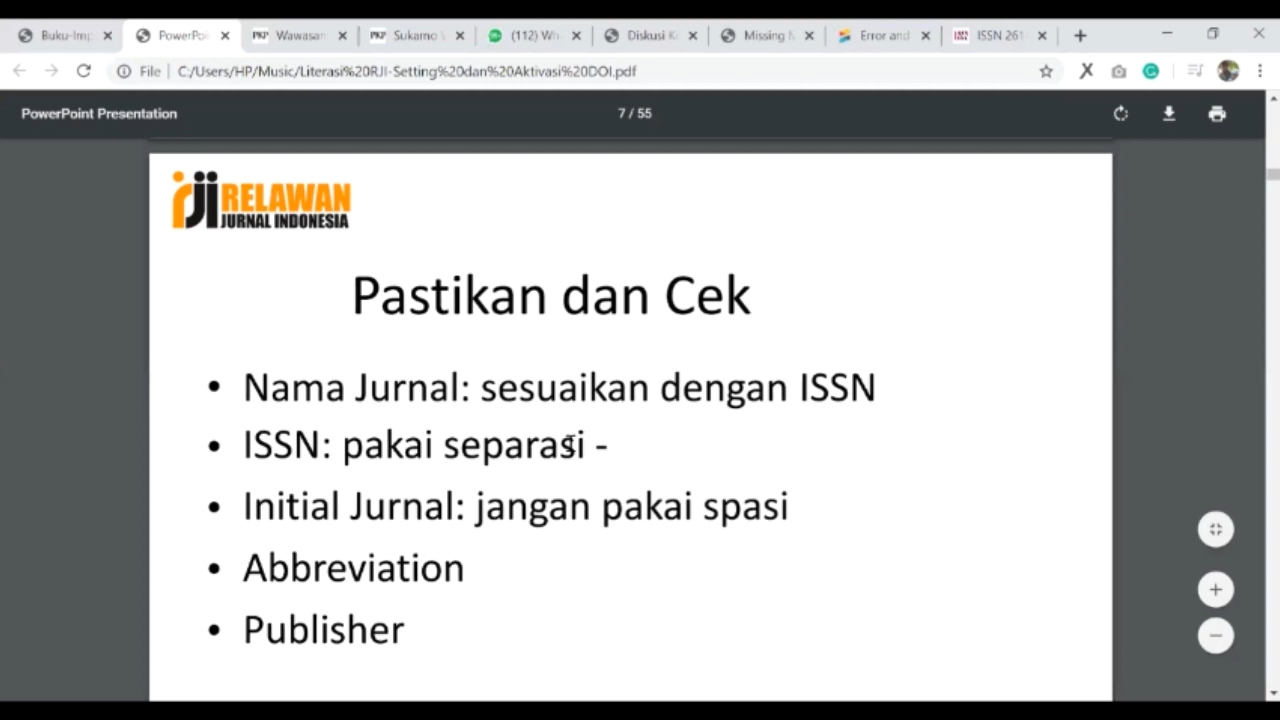 Buku-Imp
PowerPoi
Wawasan
Sukarno
(112) Wh
Diskusi K
Missing
Error and
ISSN 261
File
C:/Users/HP/Music/Literasi%20RJI-Setting%20dan%20Aktivasi%20DOI.pdf
PowerPoint Presentation
7 / 55
RELAWAN
JURNAL INDONESIA
Pastikan dan Cek
• Nama Jurnal: sesuaikan dengan ISSN
• ISSN: pakai separasi -
• Initial Jurnal: jangan pakai spasi
• Abbreviation
• Publisher